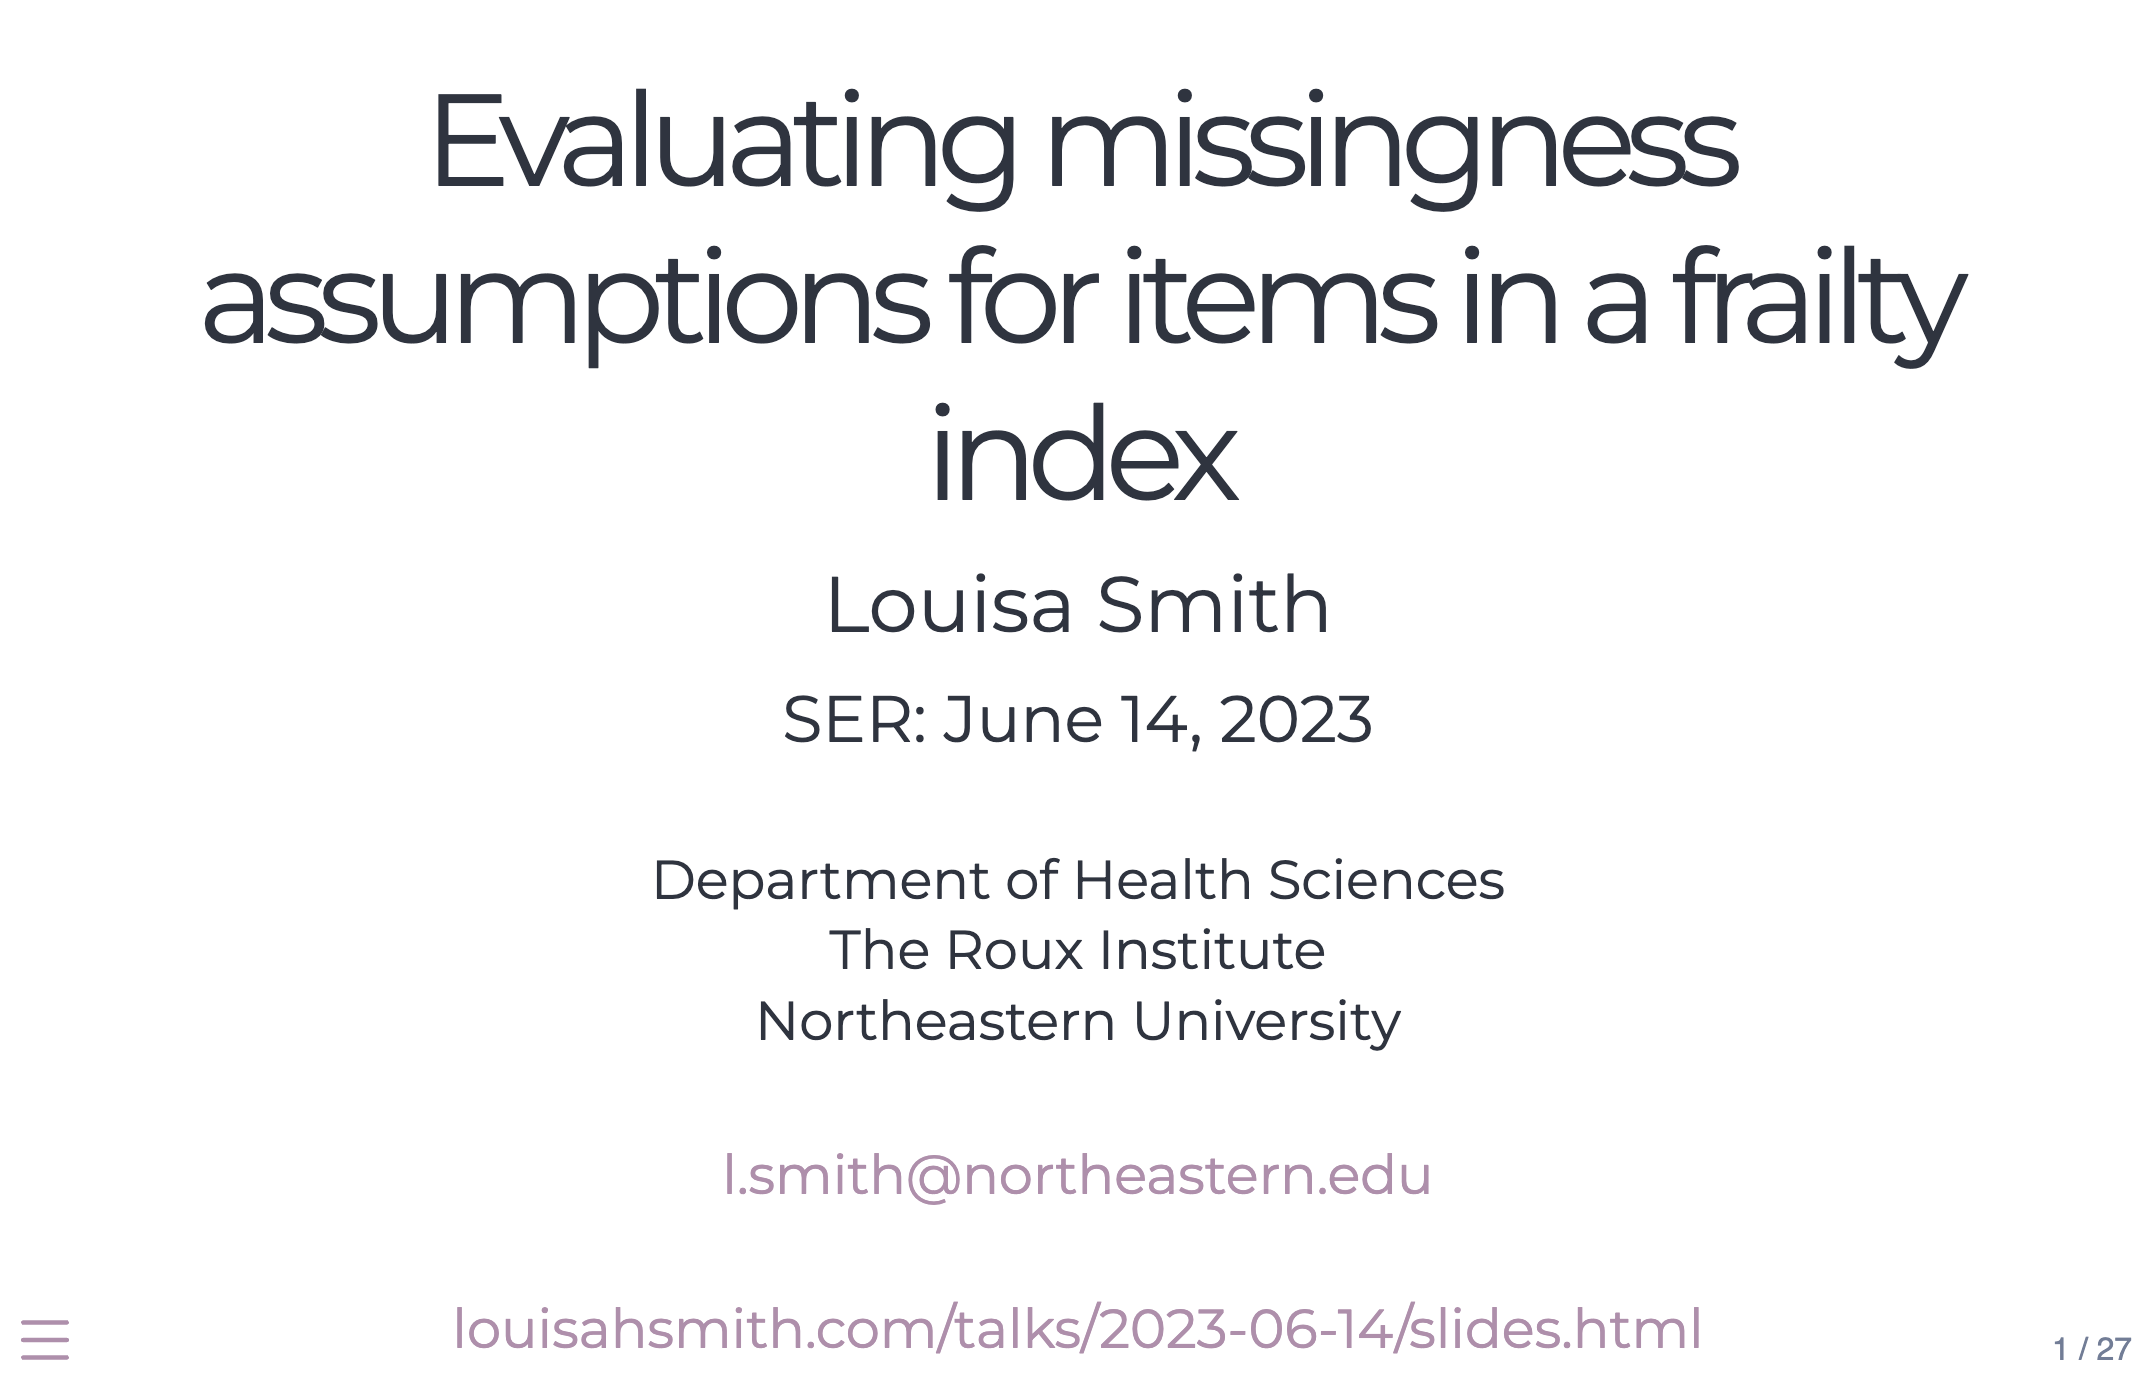 Evaluating missingness
assumptions for items in a frailty
index
Louisa Smith
SER: June 14, 2023
Department of Health Sciences
The Roux Institute
Northeastern University
l.smith@northeastern.edu
louisahsmith.com/talks/2023-06-14/slides.html
1 / 27